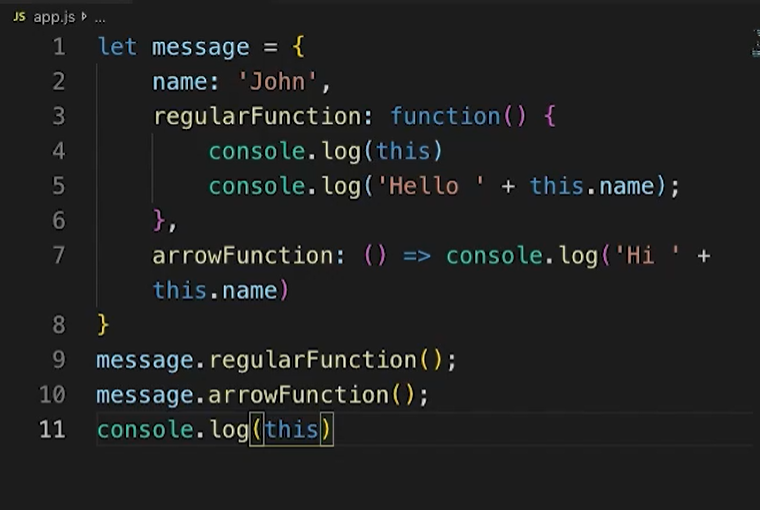 JS app.js ▸ ...
1 let message = {
2 name: 'John',
3 regularFunction: function() {
4 console.log(this)
5 console.log('Hello ' + this.name);
6 },
7 arrowFunction: () => console.log('Hi ' +
this.name)
8 }
9 message.regularFunction();
10 message.arrowFunction();
11 console.log(this)